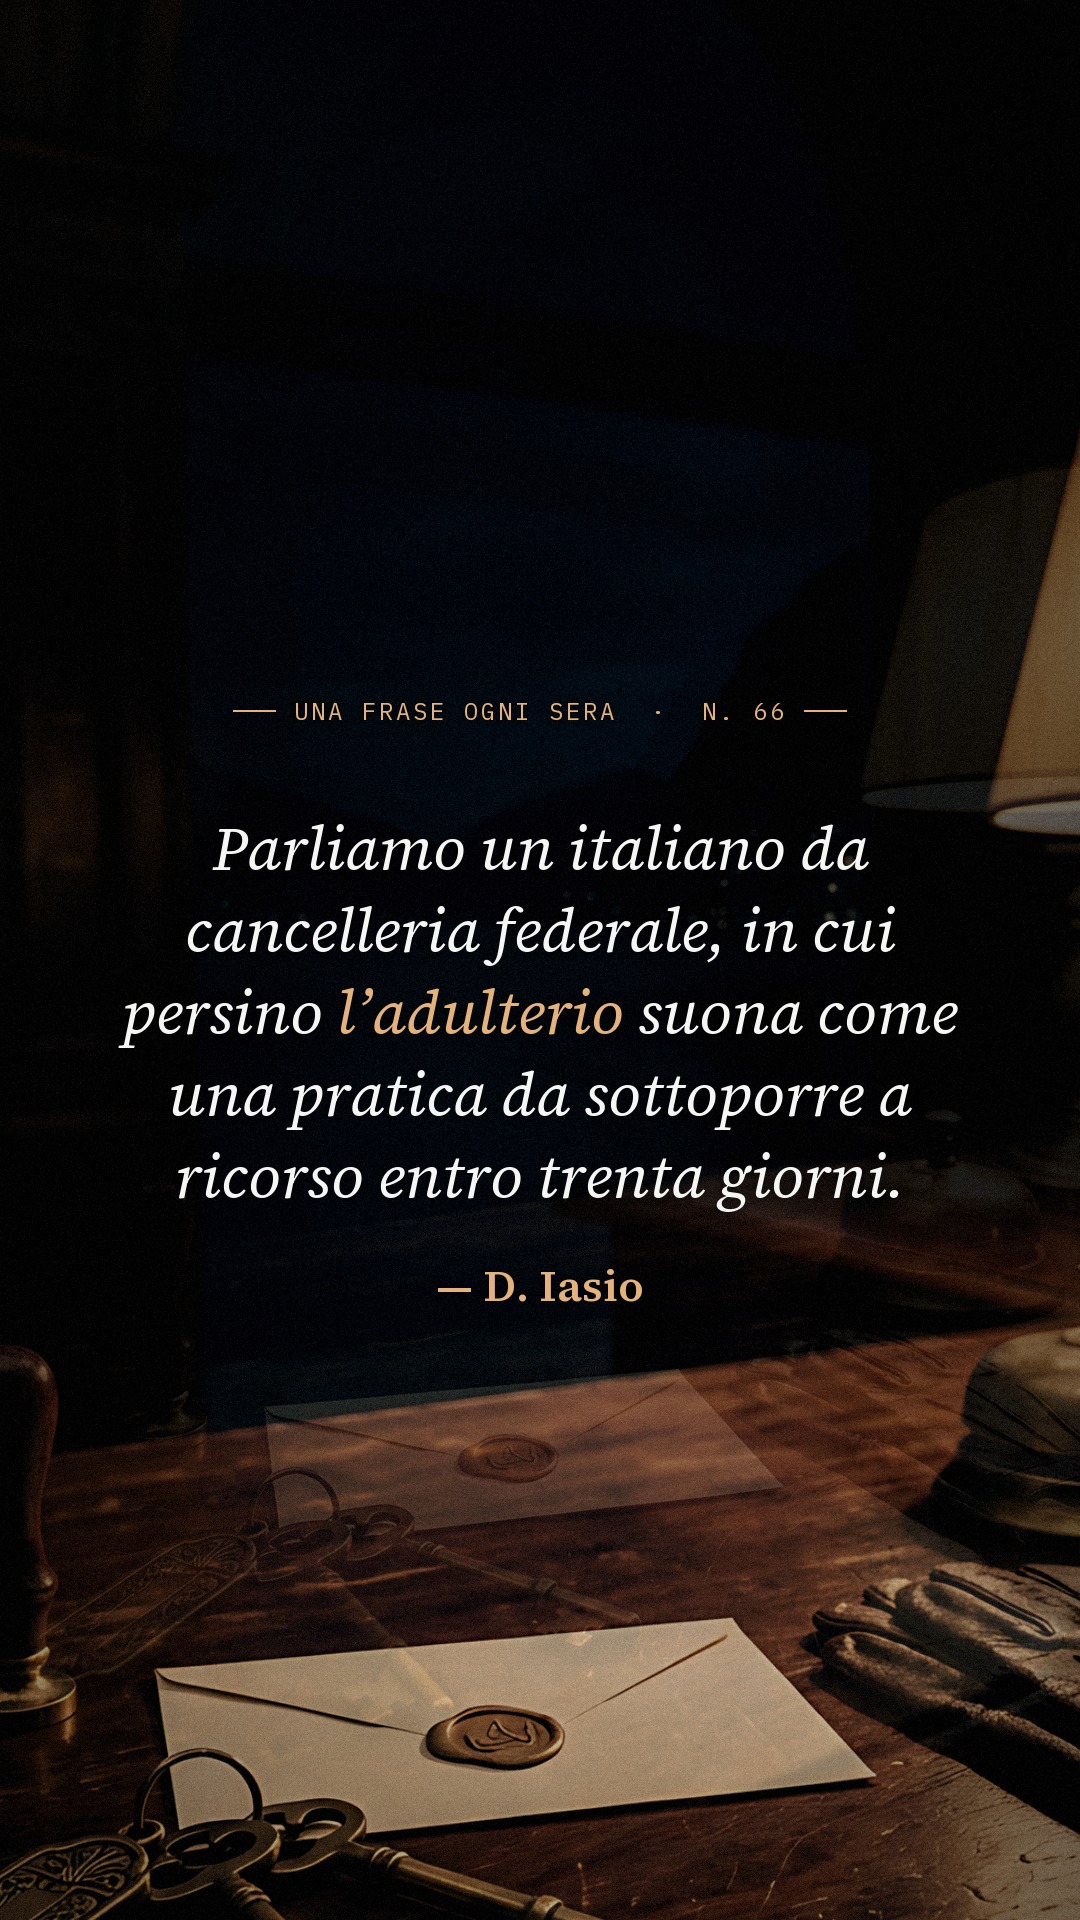 UNA FRASE OGNI SERA · N. 66
Parliamo un italiano da
cancelleria federale, in cui
persino l’adulterio suona come
una pratica da sottoporre a
ricorso entro trenta giorni.
— D. Iasio